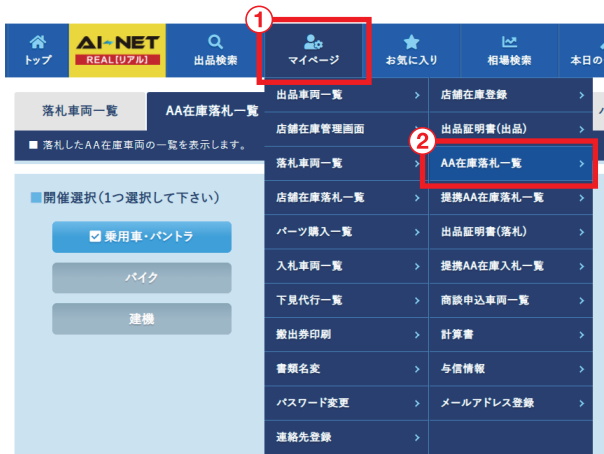 ①
トップ
AI-NET
REAL[リアル]
出品検索
マイページ
お気に入り
相場検索
本日の
落札車両一覧
AA在庫落札一覧
■ 落札したAA在庫車両の一覧を表示します。
■開催選択(1つ選択して下さい)
乗用車・バントラ
バイク
建機
出品車両一覧
店舗在庫登録
店舗在庫管理画面
出品証明書(出品)
②
落札車両一覧
AA在庫落札一覧
店舗在庫落札一覧
提携AA在庫落札一覧
パーツ購入一覧
出品証明書(落札)
入札車両一覧
提携AA在庫入札一覧
下見代行一覧
商談申込車両一覧
搬出券印刷
計算書
書類名変
与信情報
パスワード変更
メールアドレス登録
連絡先登録